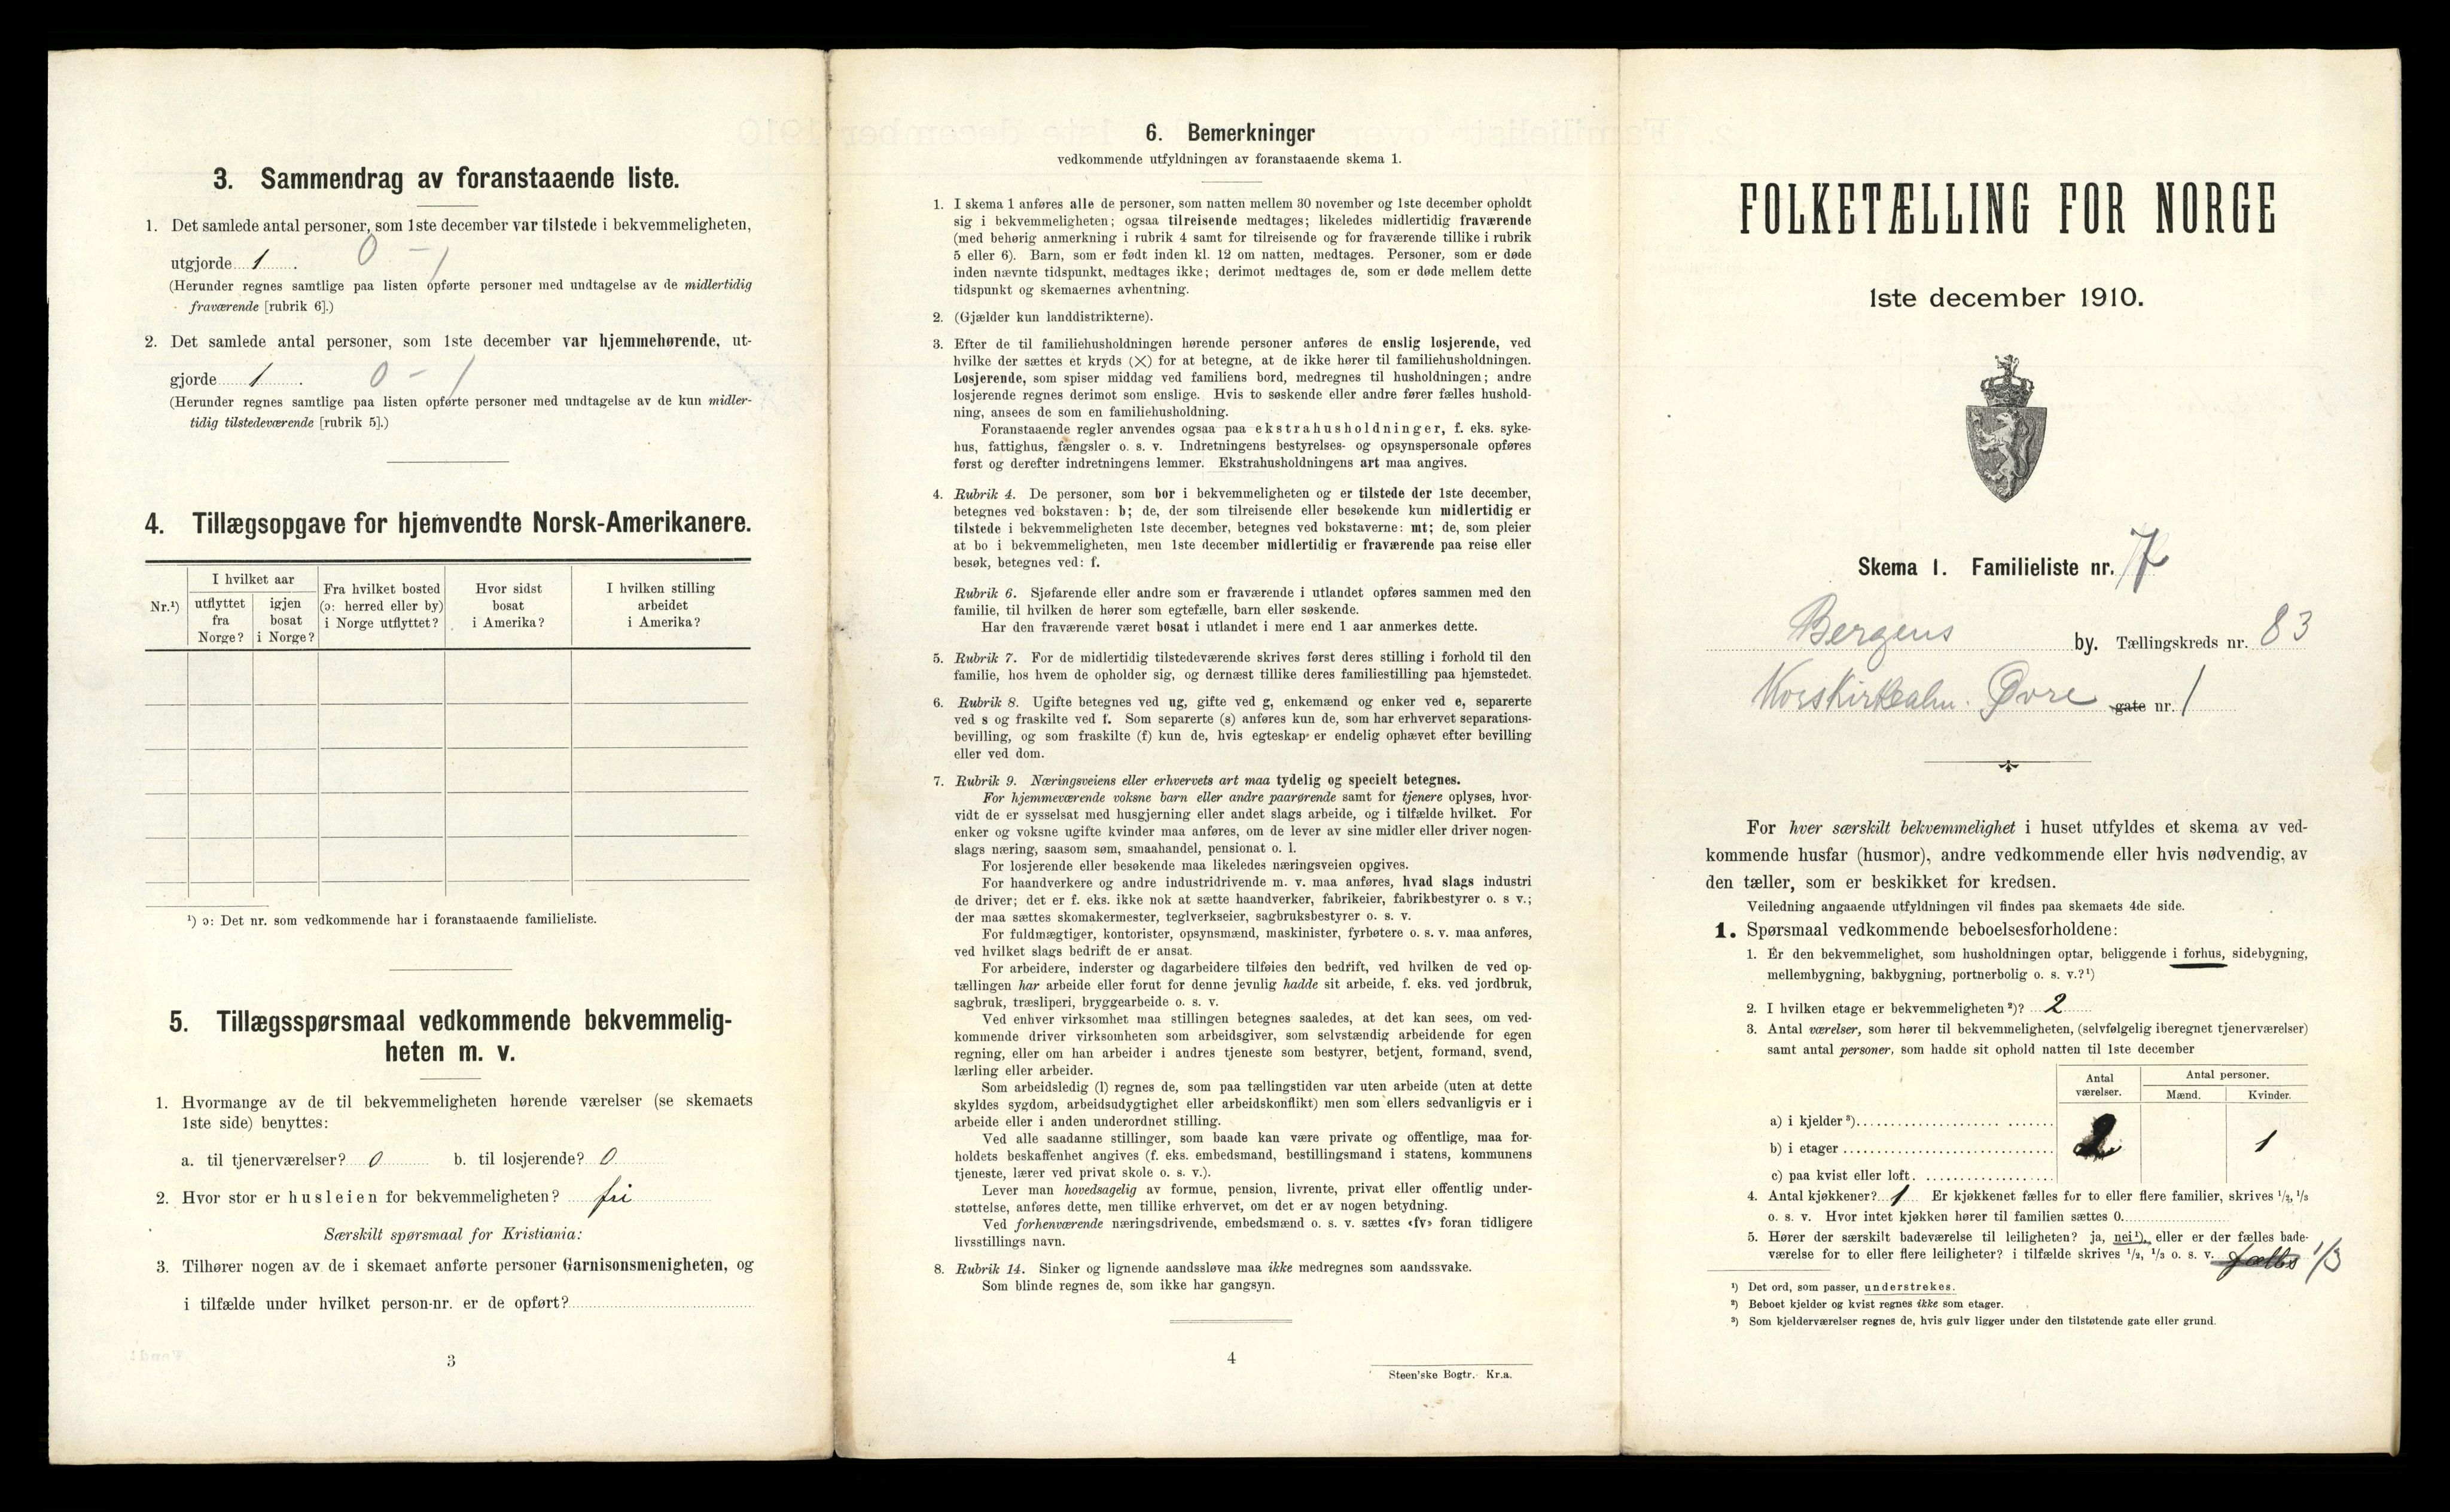 3. Sammendrag av foranstaaende liste.
1. Det samlede antal personer, som 1ste december var tilstede i bekvemmeligheten,
utgjorde 1. 0 - 1
(Herunder regnes samtlige paa listen opførte personer med undtagelse av de midlertidig
fraværende [rubrik 6].)
2. Det samlede antal personer, som 1ste december var hjemmehørende, ut-
gjorde 1. 0 - 1
(Herunder regnes samtlige paa listen opførte personer med undtagelse av de kun midler-
tidig tilstedeværende [rubrik 5].)
4. Tillægsopgave for hjemvendte Norsk-Amerikanere.
Nr.¹)
I hvilket aar
utflyttet
fra
Norge?
igjen
bosat
i Norge?
Fra hvilket bosted
(ɔ: herred eller by)
i Norge utflyttet?
Hvor sidst
bosat
i Amerika?
I hvilken stilling
arbeidet
i Amerika?
¹) ɔ: Det nr. som vedkommende har i foranstaaende familieliste.
5. Tillægsspørsmaal vedkommende bekvemmelig-
heten m. v.
1. Hvormange av de til bekvemmeligheten hørende værelser (se skemaets
1ste side) benyttes:
a. til tjenerværelser? 0 b. til losjerende? 0
2. Hvor stor er husleien for bekvemmeligheten? fri
Særskilt spørsmaal for Kristiania:
3. Tilhører nogen av de i skemaet anførte personer Garnisonsmenigheten, og
i tilfælde under hvilket person-nr. er de opført?
3
6. Bemerkninger
vedkommende utfyldningen av foranstaaende skema 1.
1. I skema 1 anføres alle de personer, som natten mellem 30 november og 1ste december opholdt
sig i bekvemmeligheten; ogsaa tilreisende medtages; likeledes midlertidig fraværende
(med behørig anmerkning i rubrik 4 samt for tilreisende og for fraværende tillike i rubrik
5 eller 6). Barn, som er født inden kl. 12 om natten, medtages. Personer, som er døde
inden nævnte tidspunkt, medtages ikke; derimot medtages de, som er døde mellem dette
tidspunkt og skemaernes avhentning.
2. (Gjælder kun landdistrikterne).
3. Efter de til familiehusholdningen hørende personer anføres de enslig losjerende, ved
hvilke der sættes et kryds (×) for at betegne, at de ikke hører til familiehusholdningen.
Losjerende, som spiser middag ved familiens bord, medregnes til husholdningen; andre
losjerende regnes derimot som enslige. Hvis to søskende eller andre fører fælles hushold-
ning, ansees de som en familiehusholdning.
Foranstaaende regler anvendes ogsaa paa ekstrahusholdninger, f. eks. syke-
hus, fattighus, fængsler o. s. v. Indretningens bestyrelses- og opsynspersonale opføres
først og derefter indretningens lemmer. Ekstrahusholdningens art maa angives.
4. Rubrik 4. De personer, som bor i bekvemmeligheten og er tilstede der 1ste december,
betegnes ved bokstaven: b; de, der som tilreisende eller besøkende kun midlertidig er
tilstede i bekvemmeligheten 1ste december, betegnes ved bokstaverne: mt; de, som pleier
at bo i bekvemmeligheten, men 1ste december midlertidig er fraværende paa reise eller
besøk, betegnes ved: f.
Rubrik 6. Sjøfarende eller andre som er fraværende i utlandet opføres sammen med den
familie, til hvilken de hører som egtefælle, barn eller søskende.
Har den fraværende været bosat i utlandet i mere end 1 aar anmerkes dette.
5. Rubrik 7. For de midlertidig tilstedeværende skrives først deres stilling i forhold til den
familie, hos hvem de opholder sig, og dernæst tillike deres familiestilling paa hjemstedet.
6. Rubrik 8. Ugifte betegnes ved ug, gifte ved g, enkemænd og enker ved e, separerte
ved s og fraskilte ved f. Som separerte (s) anføres kun de, som har erhvervet separations-
bevilling, og som fraskilte (f) kun de, hvis egteskap er endelig ophævet efter bevilling
eller ved dom.
7. Rubrik 9. Næringsveiens eller erhvervets art maa tydelig og specielt betegnes.
For hjemmeværende voksne barn eller andre paarørende samt for tjenere oplyses, hvor-
vidt de er sysselsat med husgjerning eller andet slags arbeide, og i tilfælde hvilket. For
enker og voksne ugifte kvinder maa anføres, om de lever av sine midler eller driver nogen-
slags næring, saasom søm, smaahandel, pensionat o. l.
For losjerende eller besøkende maa likeledes næringsveien opgives.
For haandverkere og andre industridrivende m. v. maa anføres, hvad slags industri
de driver; det er f. eks. ikke nok at sætte haandverker, fabrikeier, fabrikbestyrer o. s v.;
der maa sættes skomakermester, teglverkseier, sagbruksbestyrer o. s. v.
For fuldmægtiger, kontorister, opsynsmænd, maskinister, fyrbøtere o. s. v. maa anføres,
ved hvilket slags bedrift de er ansat.
For arbeidere, inderster og dagarbeidere tilføies den bedrift, ved hvilken de ved op-
tællingen har arbeide eller forut for denne jevnlig hadde sit arbeide, f. eks. ved jordbruk,
sagbruk, træsliperi, bryggearbeide o. s. v.
Ved enhver virksomhet maa stillingen betegnes saaledes, at det kan sees, om ved-
kommende driver virksomheten som arbeidsgiver, som selvstændig arbeidende for egen
regning, eller om han arbeider i andres tjeneste som bestyrer, betjent, formand, svend,
lærling eller arbeider.
Som arbeidsledig (l) regnes de, som paa tællingstiden var uten arbeide (uten at dette
skyldes sygdom, arbeidsudygtighet eller arbeidskonflikt) men som ellers sedvanligvis er i
arbeide eller i anden underordnet stilling.
Ved alle saadanne stillinger, som baade kan være private og offentlige, maa for-
holdets beskaffenhet angives (f. eks. embedsmand, bestillingsmand i statens, kommunens
tjeneste, lærer ved privat skole o. s. v.).
Lever man hovedsagelig av formue, pension, livrente, privat eller offentlig under-
støttelse, anføres dette, men tillike erhvervet, om det er av nogen betydning.
Ved forhenværende næringsdrivende, embedsmænd o. s. v. sættes «fv» foran tidligere
livsstillings navn.
8. Rubrik 14. Sinker og lignende aandssløve maa ikke medregnes som aandssvake.
Som blinde regnes de, som ikke har gangsyn.
4
Steen'ske Bogtr. Kr.a.
FOLKETÆLLING FOR NORGE
1ste december 1910.
Skema 1. Familieliste nr. 7
Bergens by. Tællingskreds nr. 83
Korskirkealm. Øvre gate nr. 1
For hver særskilt bekvemmelighet i huset utfyldes et skema av ved-
kommende husfar (husmor), andre vedkommende eller hvis nødvendig, av
den tæller, som er beskikket for kredsen.
Veiledning angaaende utfyldningen vil findes paa skemaets 4de side.
1. Spørsmaal vedkommende beboelsesforholdene:
1. Er den bekvemmelighet, som husholdningen optar, beliggende i forhus, sidebygning,
mellembygning, bakbygning, portnerbolig o. s. v.?¹)
2. I hvilken etage er bekvemmeligheten²)? 2
3. Antal værelser, som hører til bekvemmeligheten, (selvfølgelig iberegnet tjenerværelser)
samt antal personer, som hadde sit ophold natten til 1ste december
Antal
værelser.
Antal personer.
Mænd. Kvinder.
a) i kjelder³)
b) i etager 2 1
c) paa kvist eller loft
4. Antal kjøkkener? 1 Er kjøkkenet fælles for to eller flere familier, skrives 1/2, 1/3
o. s. v. Hvor intet kjøkken hører til familien sættes 0.
5. Hører der særskilt badeværelse til leiligheten? ja, nei¹), eller er der fælles bade-
værelse for to eller flere leiligheter? i tilfælde skrives 1/2, 1/3 o. s. v. fælles 1/3
¹) Det ord, som passer, understrekes.
²) Beboet kjelder og kvist regnes ikke som etager.
³) Som kjelderværelser regnes de, hvis gulv ligger under den tilstøtende gate eller grund.